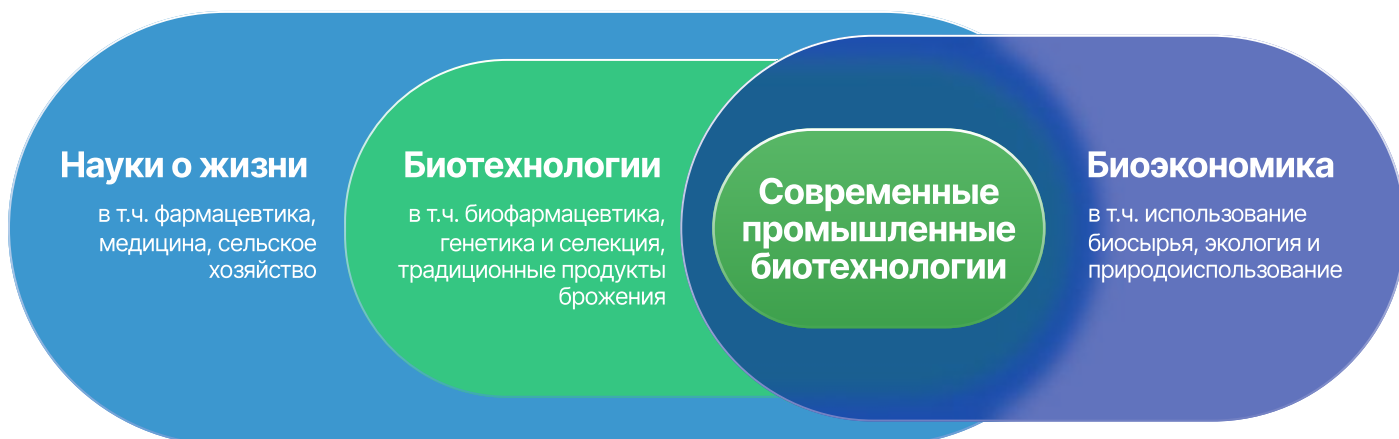 Науки о жизни
в т.ч. фармацевтика,
медицина, сельское
хозяйство
Биотехнологии
в т.ч. биофармацевтика,
генетика и селекция,
традиционные продукты
брожения
Современные
промышленные
биотехнологии
Биоэкономика
в т.ч. использование
биосырья, экология и
природоиспользование